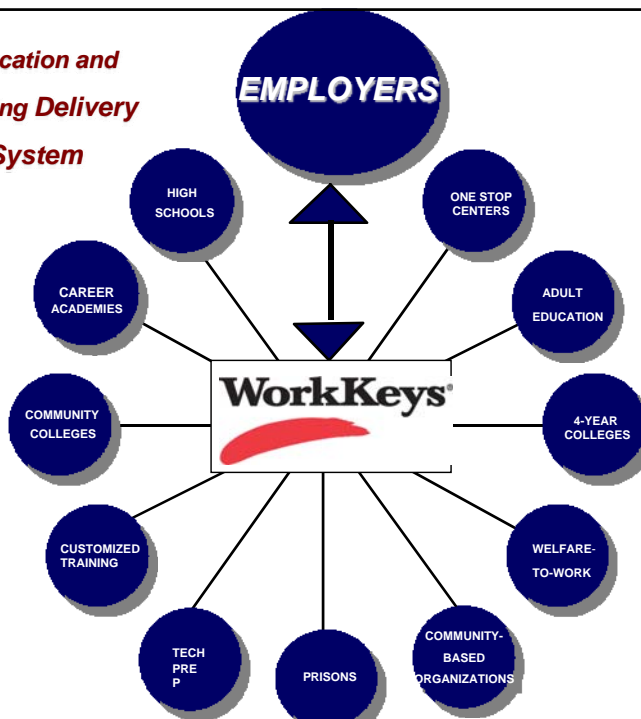 cation and
ng Delivery
System
EMPLOYERS
HIGH
SCHOOLS
ONE STOP
CENTERS
CAREER
ACADEMIES
ADULT
EDUCATION
WorkKeys®
COMMUNITY
COLLEGES
4-YEAR
COLLEGES
CUSTOMIZED
TRAINING
WELFARE-
TO-WORK
TECH
PRE
P
PRISONS
COMMUNITY-
BASED
ORGANIZATIONS